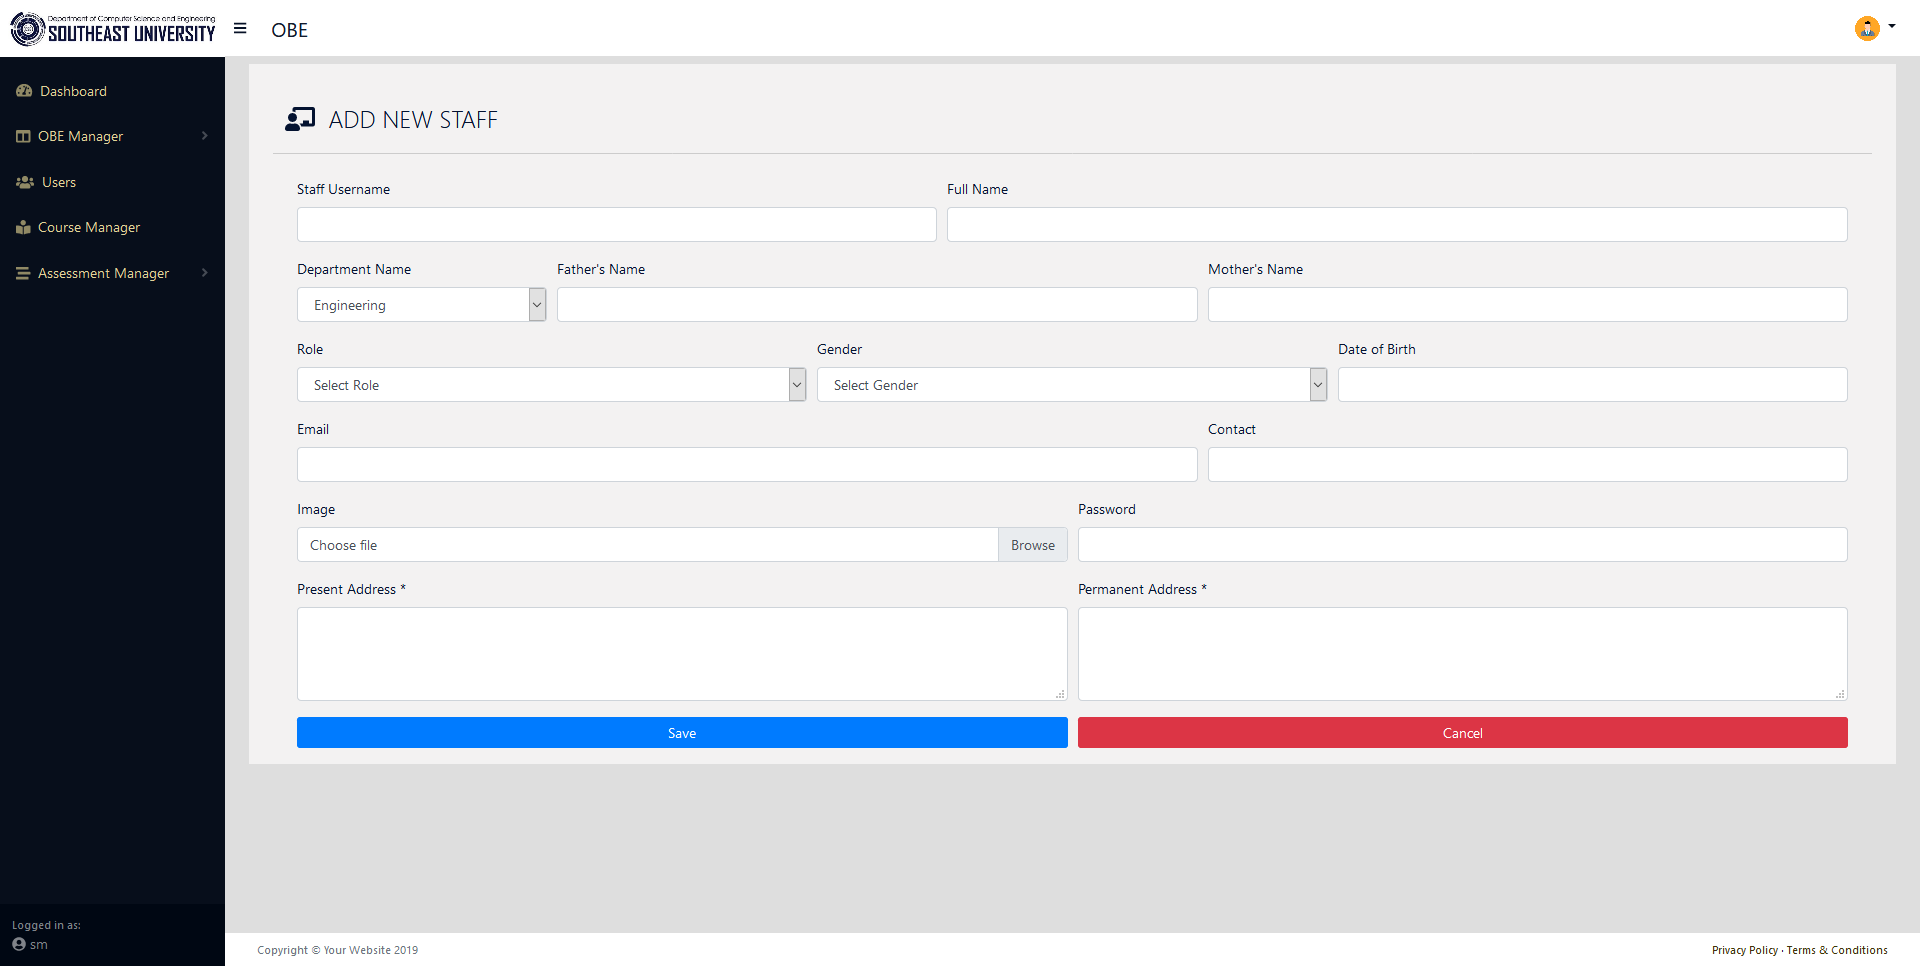 Department of Computer Science and Engineering
SOUTHEAST UNIVERSITY
OBE
Dashboard
OBE Manager
Users
Course Manager
Assessment Manager
Logged in as:
sm
ADD NEW STAFF
Staff Username
Full Name
Department Name
Father's Name
Mother's Name
Engineering
Role
Gender
Date of Birth
Select Role
Select Gender
Email
Contact
Image
Password
Choose file
Browse
Present Address *
Permanent Address *
Save
Cancel
Copyright © Your Website 2019
Privacy Policy · Terms & Conditions